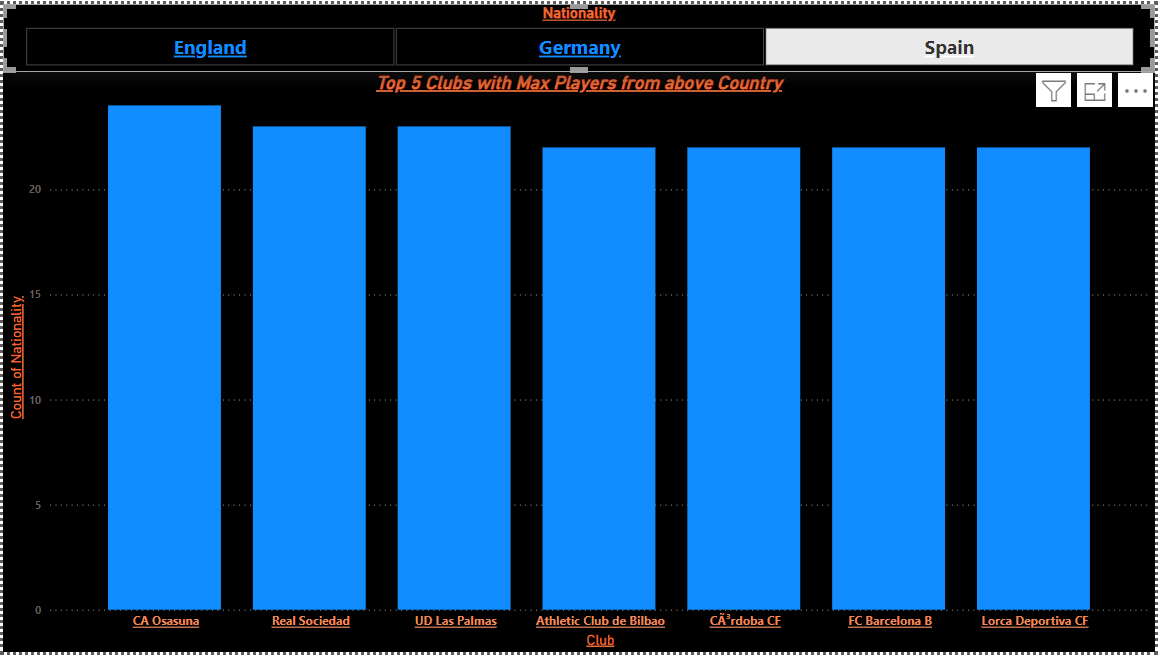 Nationality
England Germany Spain
Top 5 Clubs with Max Players from above Country
Count of Nationality
20
15
10
5
0
CA Osasuna Real Sociedad UD Las Palmas Athletic Club de Bilbao CÃ³rdoba CF FC Barcelona B Lorca Deportiva CF
Club